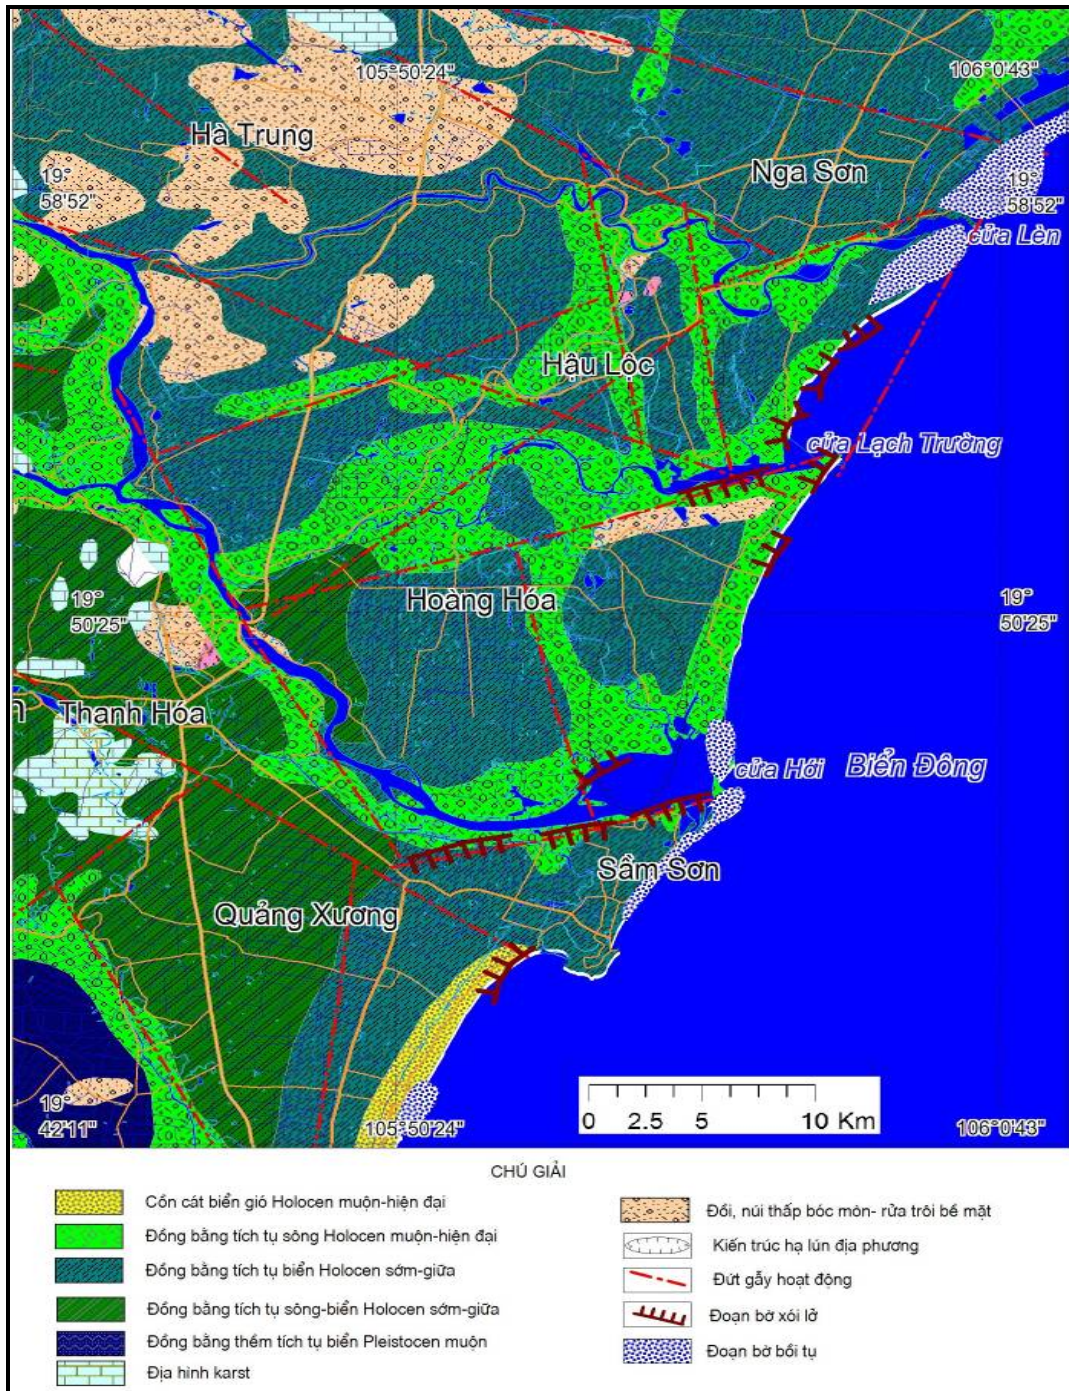 105°50'24"
106°0'43"
Hà Trung
Nga Sơn
19°
58'52"
19°
58'52"
cửa Lèn
Hậu Lộc
cửa Lạch Trường
19°
50'25"
Hoàng Hóa
19°
50'25"
Thanh Hóa
cửa Hới
Biển Đông
Sầm Sơn
Quảng Xương
0 2.5 5 10 Km
19°
42'11"
105°50'24"
106°0'43"
CHÚ GIẢI
Cồn cát biển gió Holocen muộn-hiện đại
Đồng bằng tích tụ sông Holocen muộn-hiện đại
Đồng bằng tích tụ biển Holocen sớm-giữa
Đồng bằng tích tụ sông-biển Holocen sớm-giữa
Đồng bằng thềm tích tụ biển Pleistocen muộn
Địa hình karst
Đồi, núi thấp bóc mòn- rửa trôi bề mặt
Kiến trúc hạ lún địa phương
Đứt gẫy hoạt động
Đoạn bờ xói lở
Đoạn bờ bồi tụ